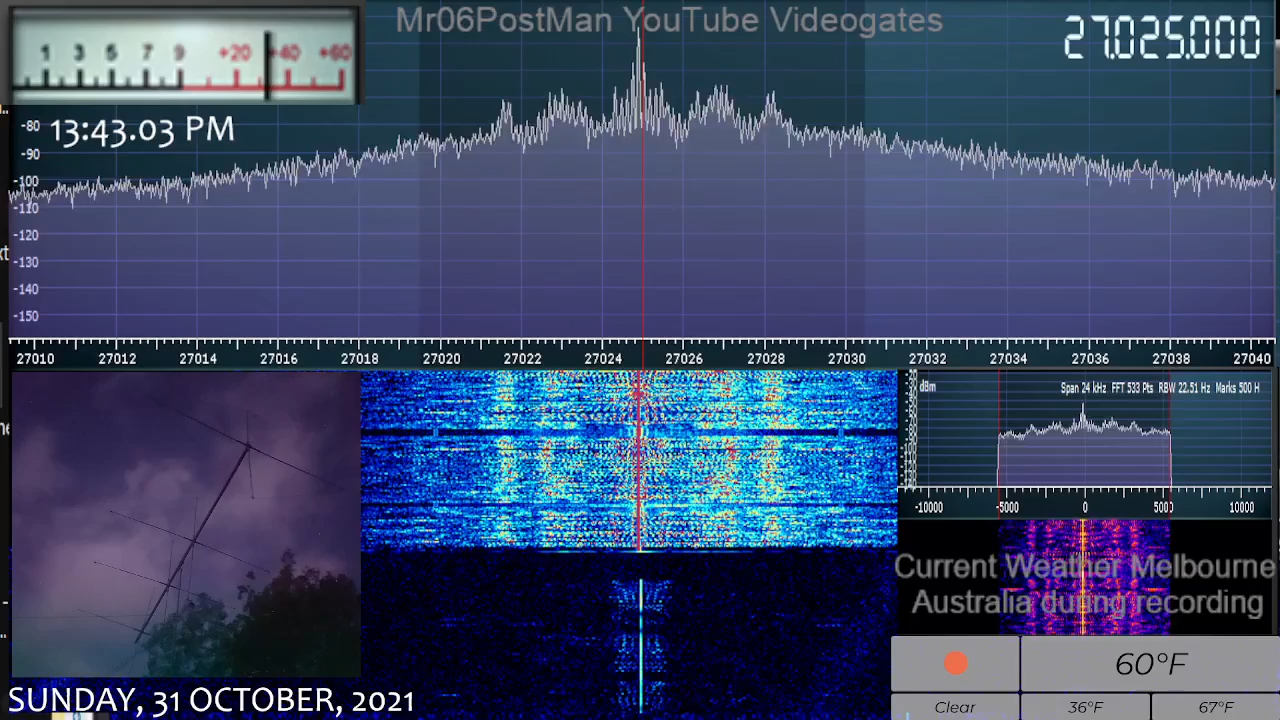 Mr06PostMan YouTube Videogates
27.025.000
1 3 5 7 9 +20 +40 +60
13:43.03 PM
-80
-90
-100
-110
-120
-130
-140
-150
27010 27012 27014 27016 27018 27020 27022 27024 27026 27028 27030 27032 27034 27036 27038 27040
dBm Span 24 kHz FFT 533 Pts RBW 22.51 Hz Marks 500 H
-10000 -5000 0 5000 10000
Current Weather Melbourne
Australia during recording
60°F
Clear 36°F 67°F
SUNDAY, 31 OCTOBER, 2021